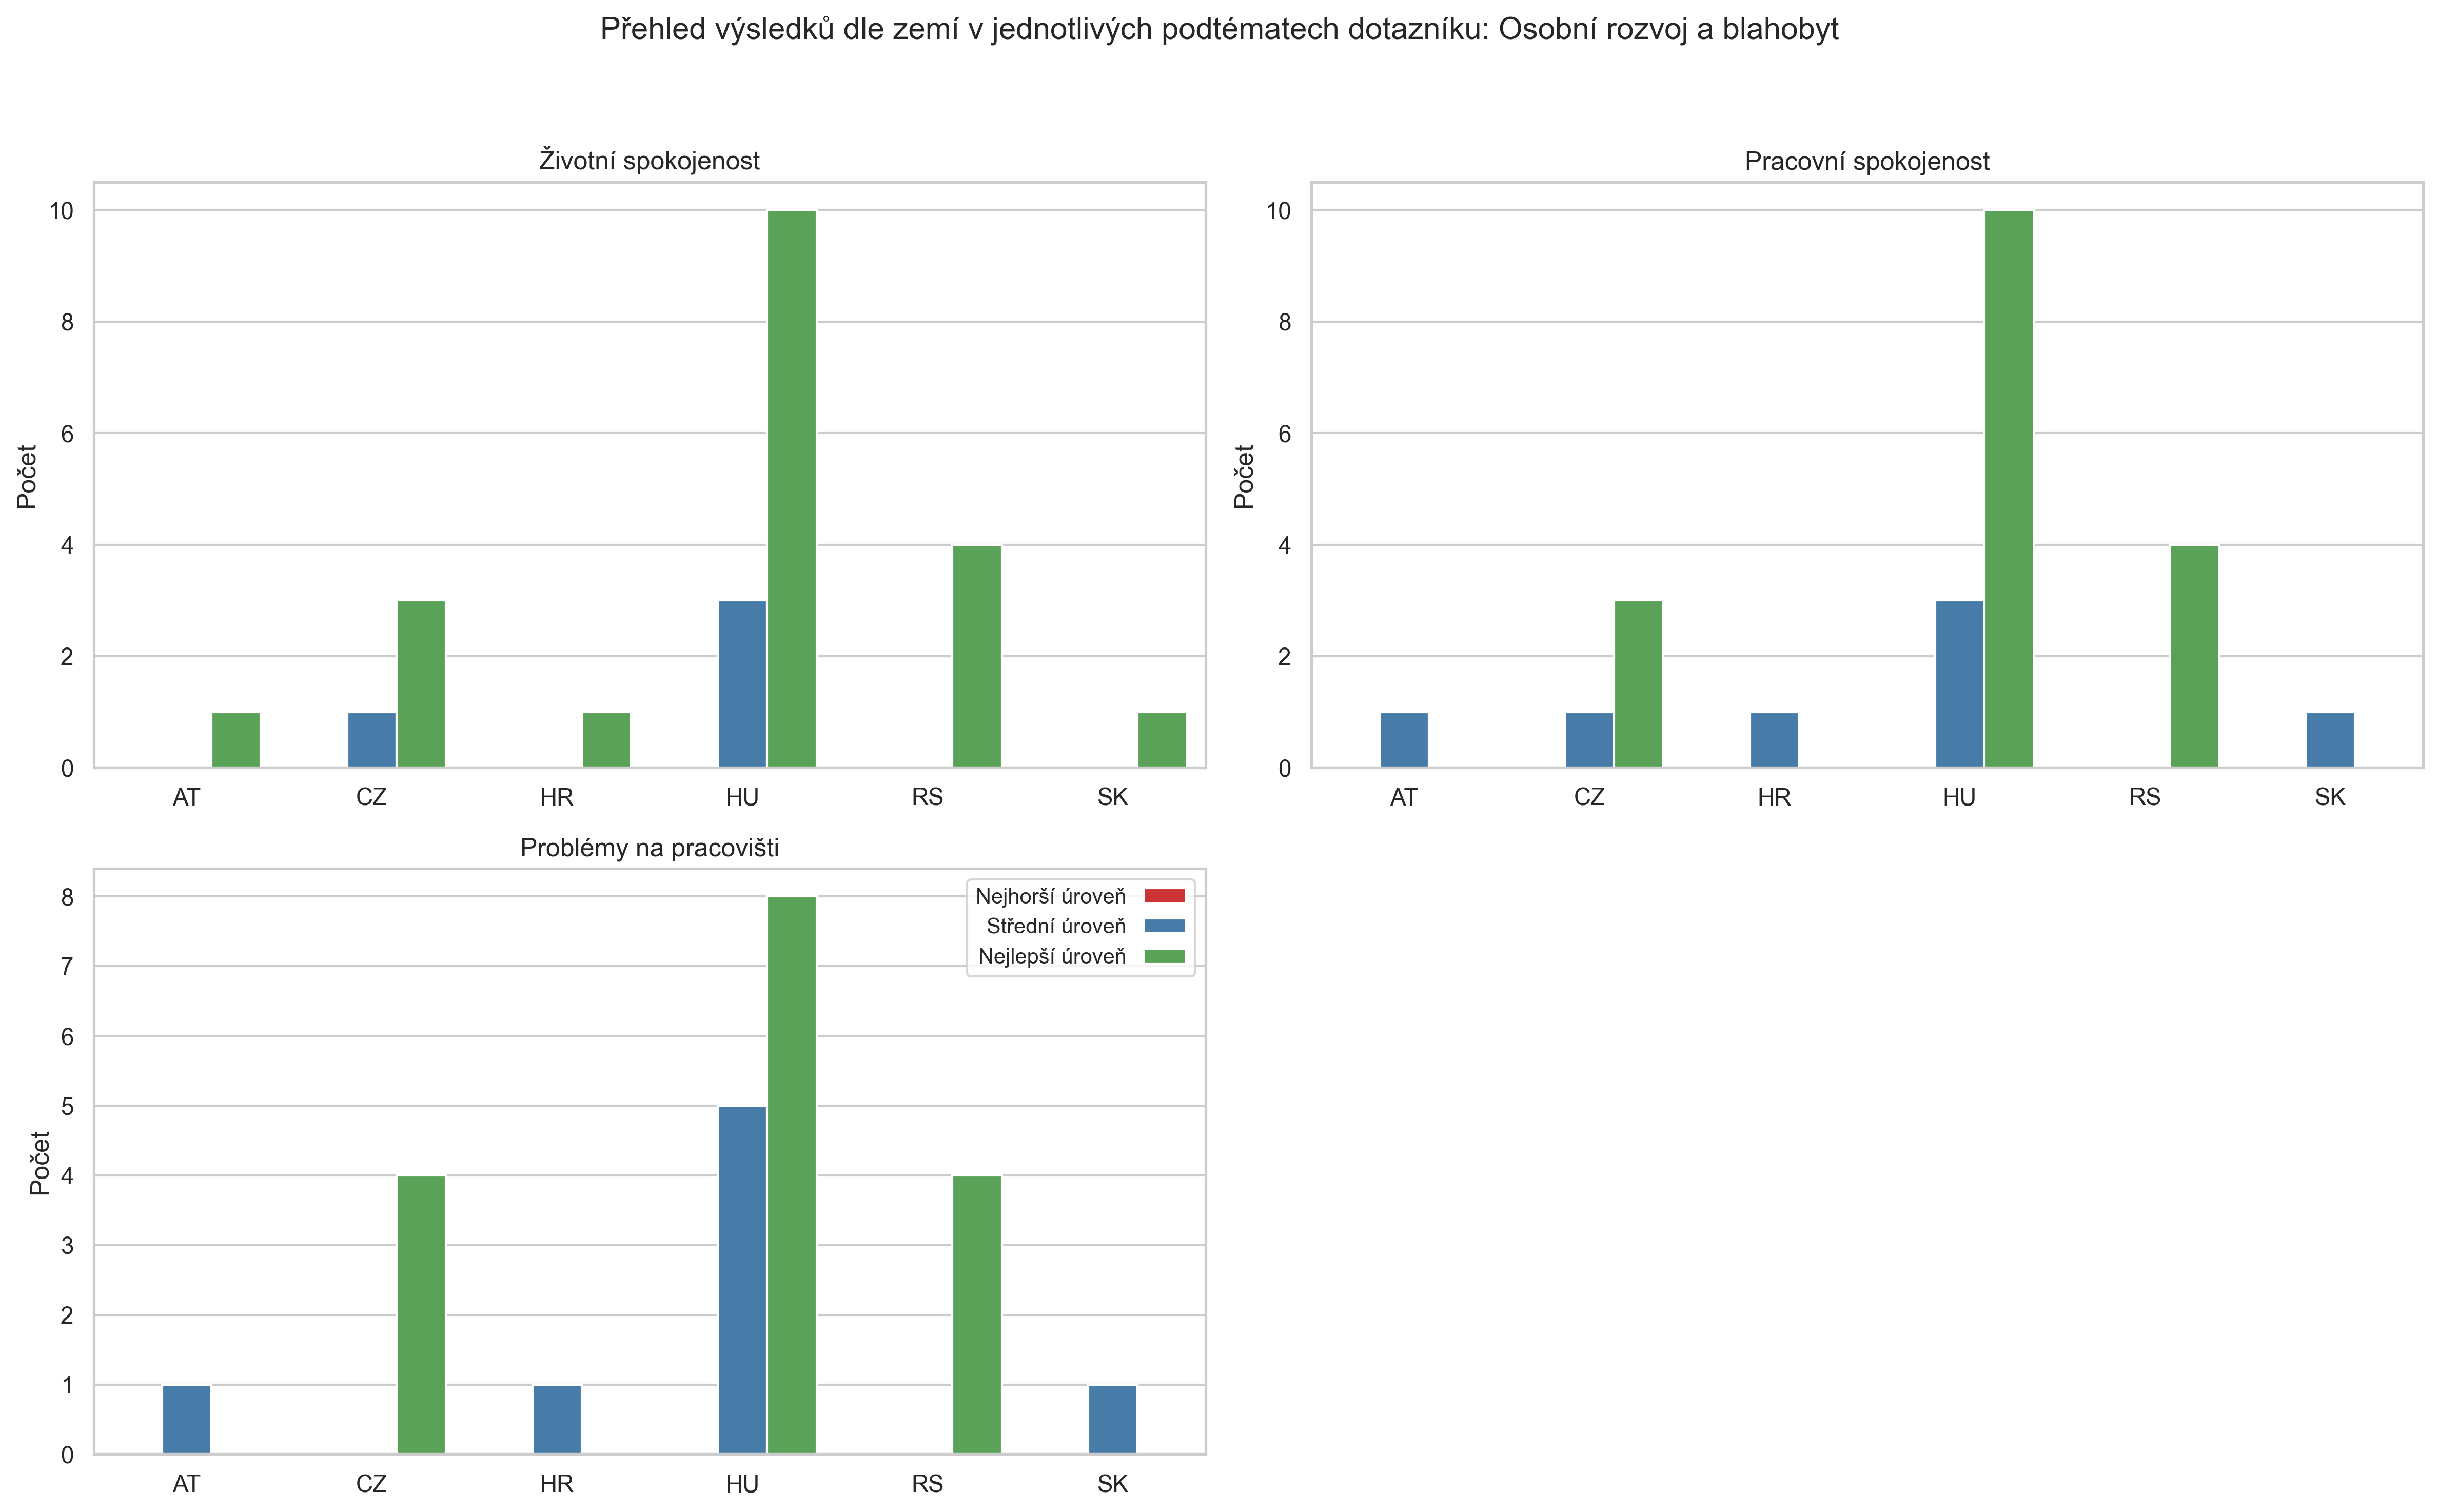 Přehled výsledků dle zemí v jednotlivých podtématech dotazníku: Osobní rozvoj a blahobyt
Životní spokojenost
Počet
10
8
6
4
2
0
AT CZ HR HU RS SK
Pracovní spokojenost
Počet
10
8
6
4
2
0
AT CZ HR HU RS SK
Problémy na pracovišti
Počet
8
7
6
5
4
3
2
1
0
Nejhorší úroveň
Střední úroveň
Nejlepší úroveň
AT CZ HR HU RS SK